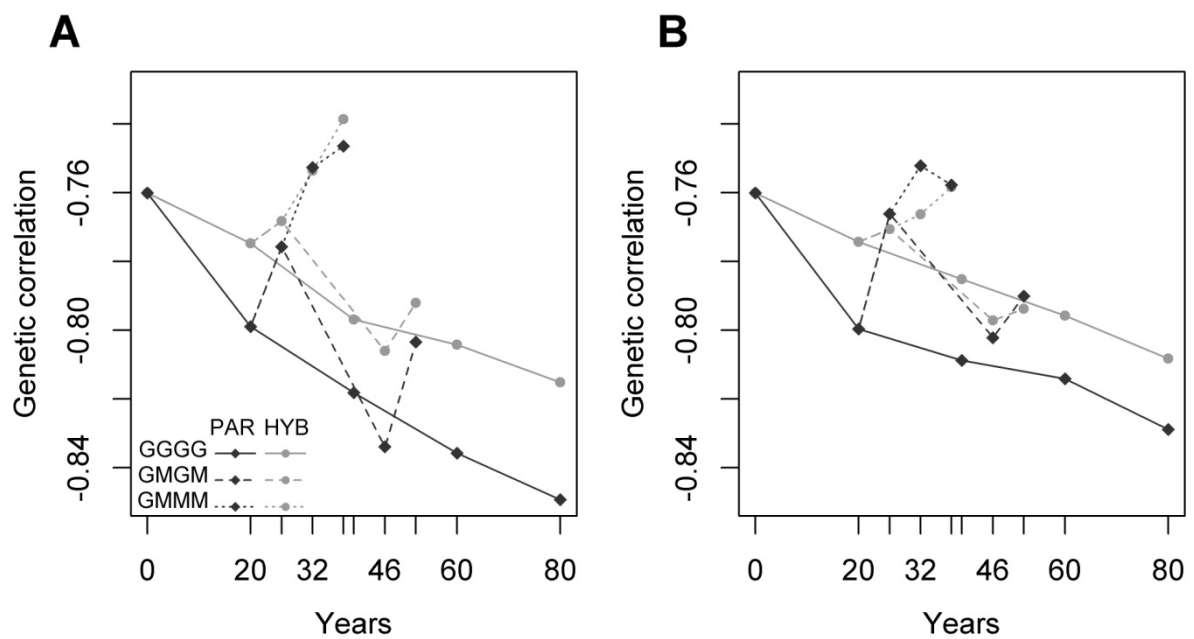 A
Genetic correlation
-0.76
-0.80
-0.84
PAR HYB
GGGG
GMGM
GMMM
0 20 32 46 60 80
Years
B
Genetic correlation
-0.76
-0.80
-0.84
0 20 32 46 60 80
Years